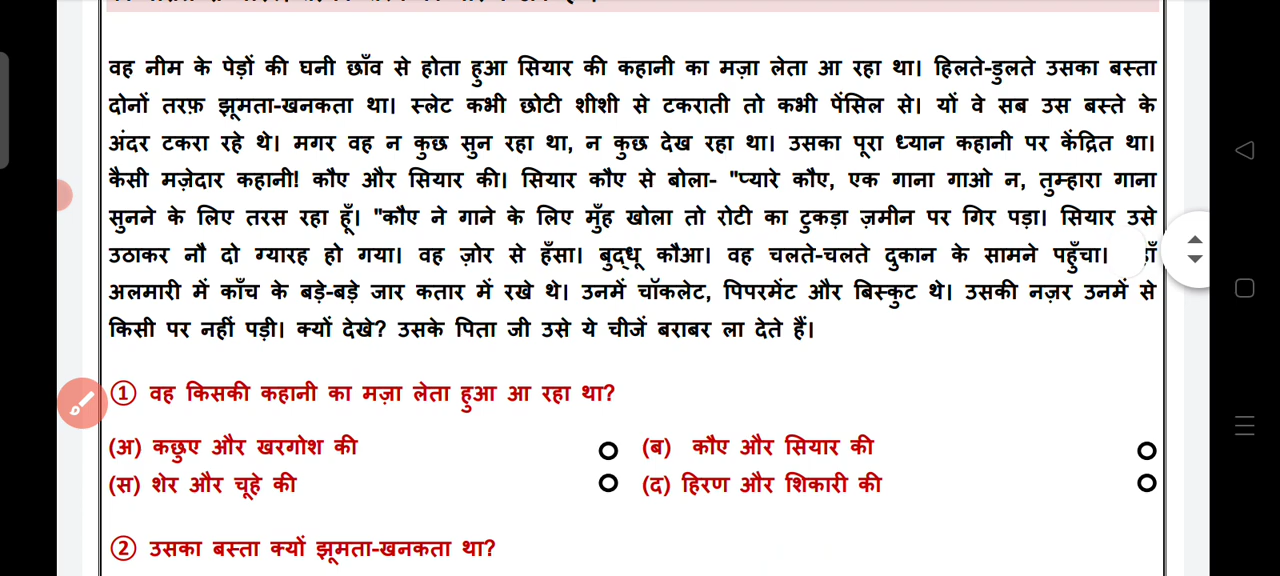 वह नीम के पेड़ों की घनी छाँव से होता हुआ सियार की कहानी का मज़ा लेता आ रहा था। हिलते-डुलते उसका बस्ता
दोनों तरफ़ झूमता-खनकता था। स्लेट कभी छोटी शीशी से टकराती तो कभी पेंसिल से। यों वे सब उस बस्ते के
अंदर टकरा रहे थे। मगर वह न कुछ सुन रहा था, न कुछ देख रहा था। उसका पूरा ध्यान कहानी पर केंद्रित था।
कैसी मज़ेदार कहानी! कौए और सियार की। सियार कौए से बोला- "प्यारे कौए, एक गाना गाओ न, तुम्हारा गाना
सुनने के लिए तरस रहा हूँ। "कौए ने गाने के लिए मुँह खोला तो रोटी का टुकड़ा ज़मीन पर गिर पड़ा। सियार उसे
उठाकर नौ दो ग्यारह हो गया। वह ज़ोर से हँसा। बुद्धू कौआ। वह चलते-चलते दुकान के सामने पहुँचा।
अलमारी में काँच के बड़े-बड़े जार कतार में रखे थे। उनमें चॉकलेट, पिपरमेंट और बिस्कुट थे। उसकी नज़र उनमें से
किसी पर नहीं पड़ी। क्यों देखे? उसके पिता जी उसे ये चीजें बराबर ला देते हैं।
① वह किसकी कहानी का मज़ा लेता हुआ आ रहा था?
(अ) कछुए और खरगोश की (ब) कौए और सियार की
(स) शेर और चूहे की (द) हिरण और शिकारी की
② उसका बस्ता क्यों झूमता-खनकता था?